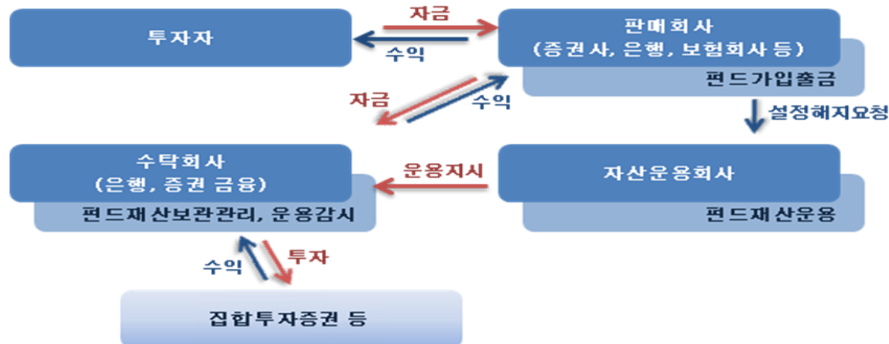 투자자
자금
수익
판매회사
(증권사, 은행, 보험회사 등)
펀드가입출금
자금
수익
설정해지요청
수탁회사
(은행, 증권 금융)
펀드재산보관관리, 운용감시
운용지시
자산운용회사
펀드재산운용
수익
투자
집합투자증권 등